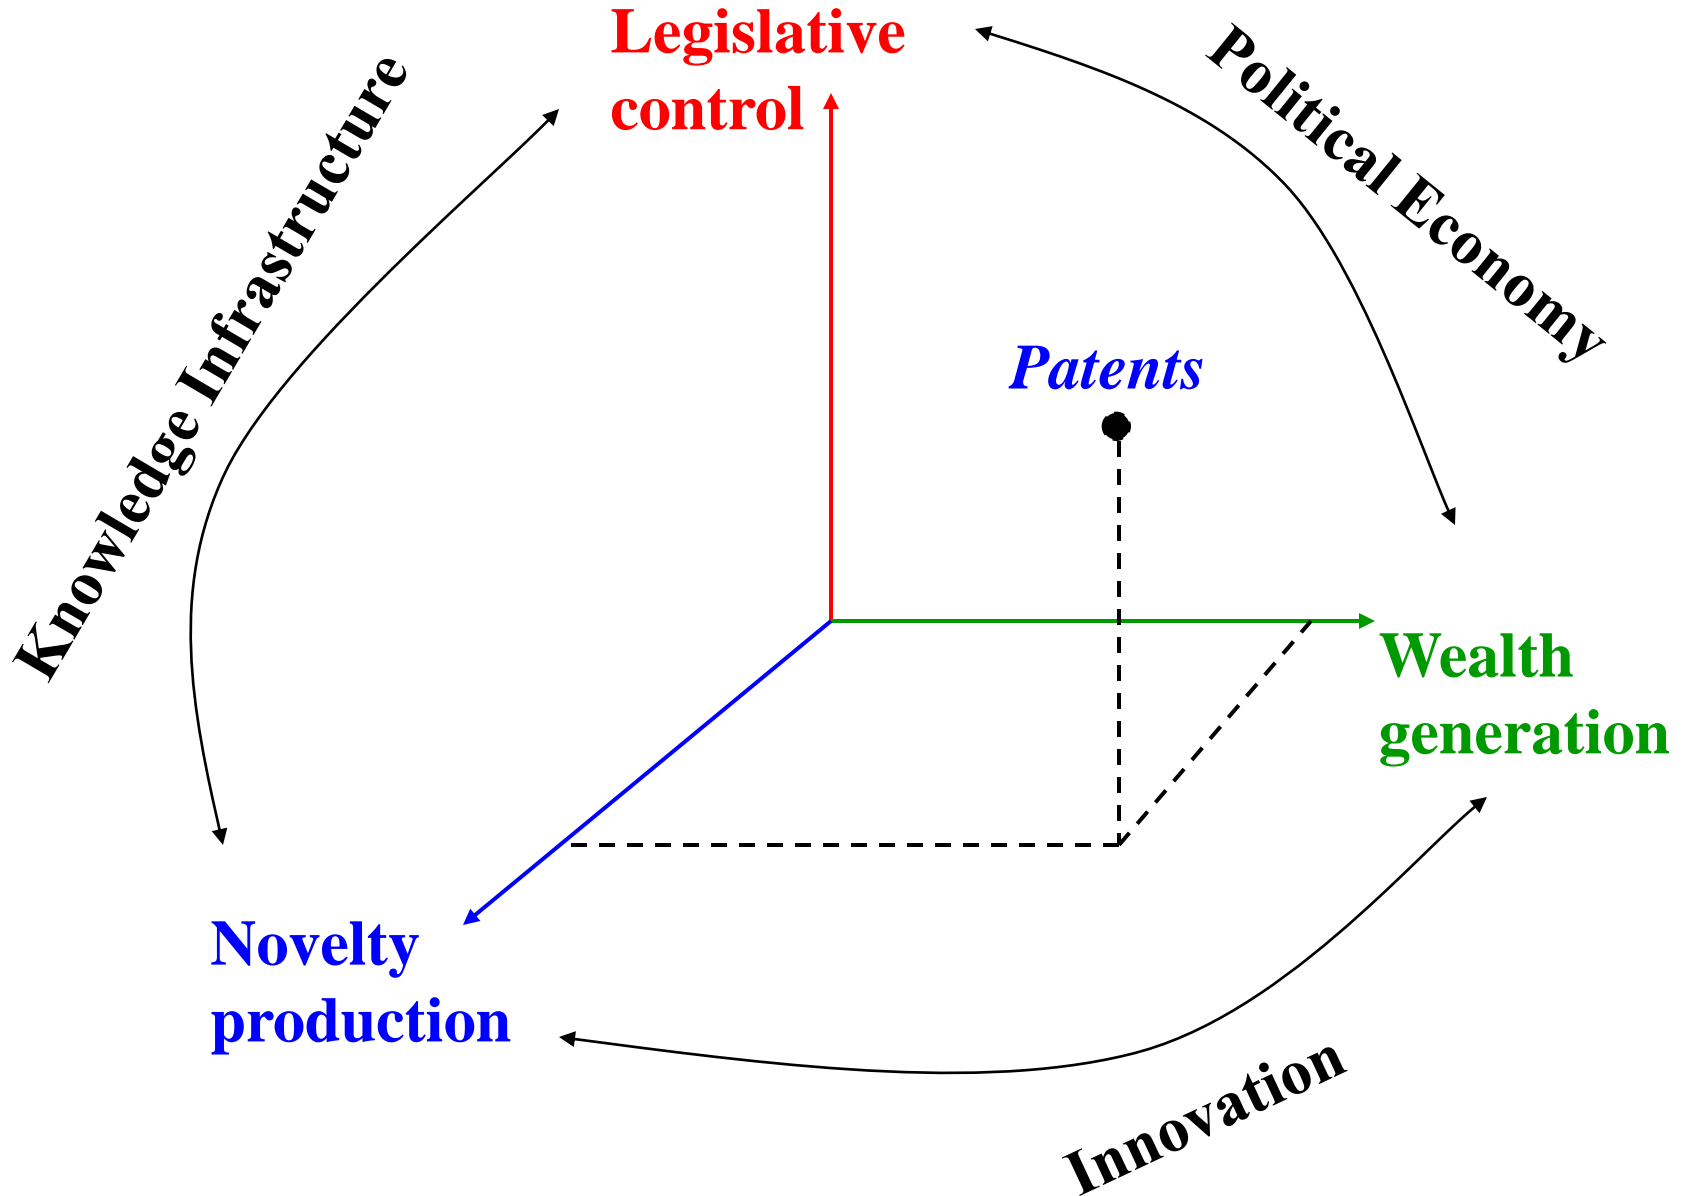 Legislative
control
Political Economy
Knowledge Infrastructure
Patents
Wealth
generation
Novelty
production
Innovation